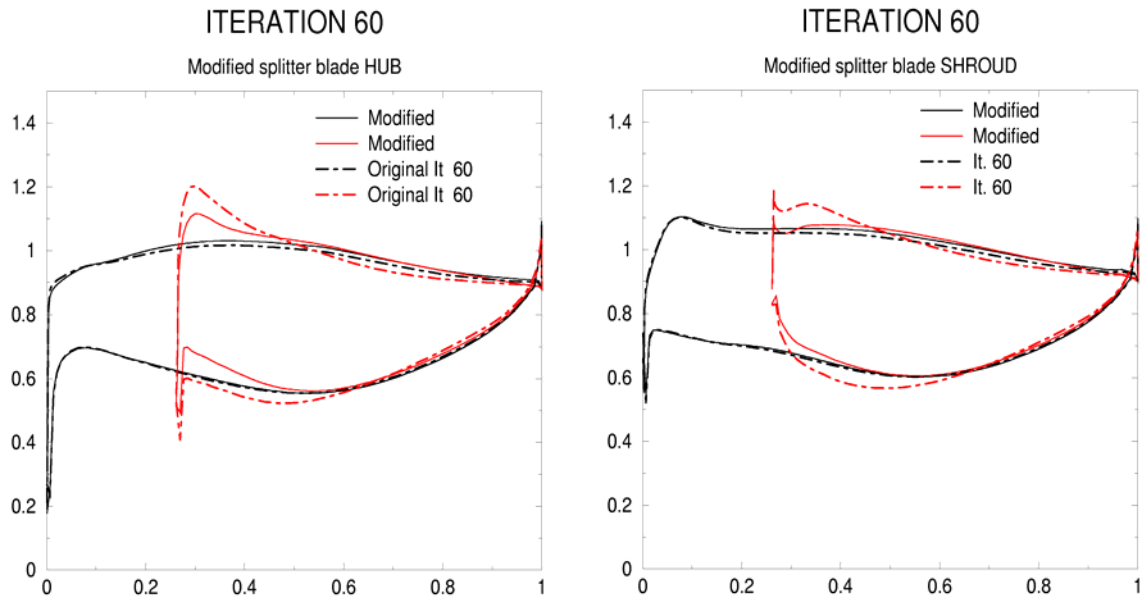 ITERATION 60
Modified splitter blade HUB
Modified
Modified
Original It 60
Original It 60
1.4
1.2
1
0.8
0.6
0.4
0.2
0
0 0.2 0.4 0.6 0.8 1
ITERATION 60
Modified splitter blade SHROUD
Modified
Modified
It. 60
It. 60
1.4
1.2
1
0.8
0.6
0.4
0.2
0
0 0.2 0.4 0.6 0.8 1